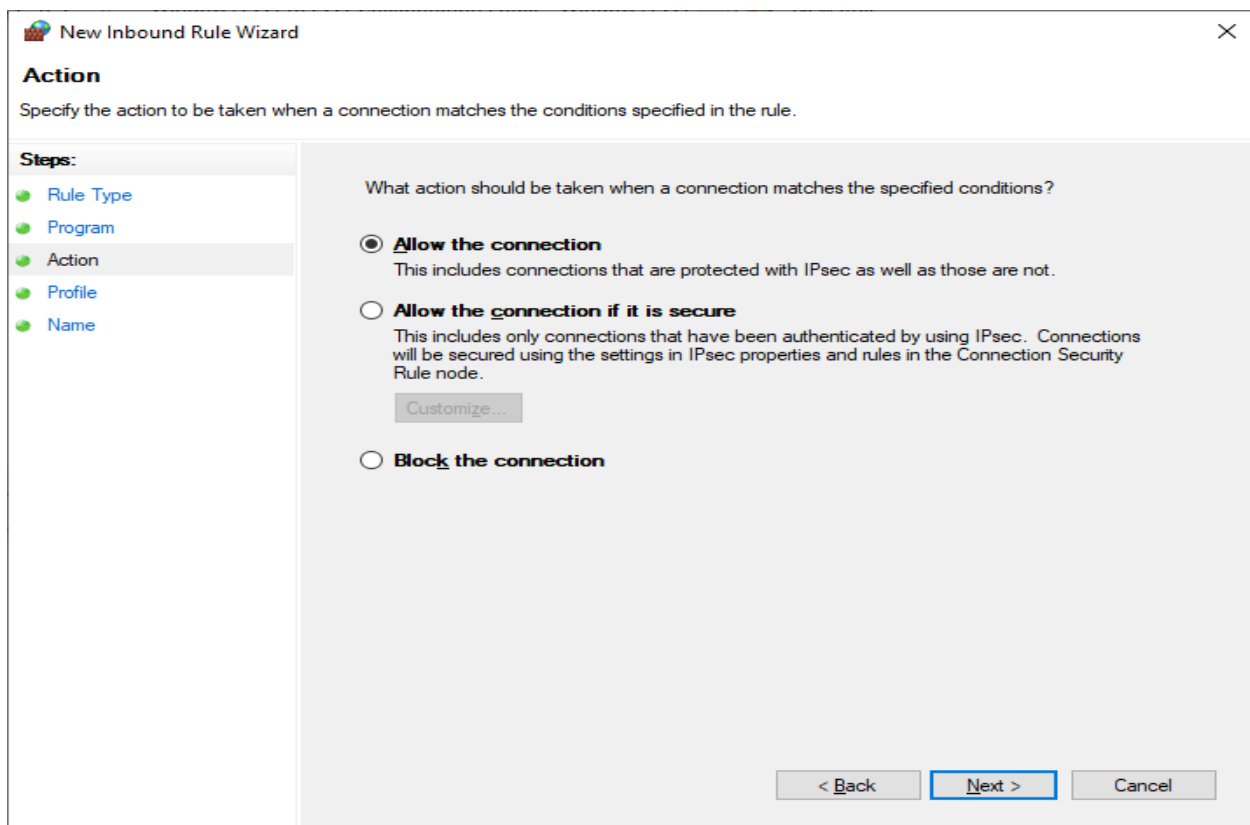 New Inbound Rule Wizard
Action
Specify the action to be taken when a connection matches the conditions specified in the rule.
Steps:
Rule Type
Program
Action
Profile
Name
What action should be taken when a connection matches the specified conditions?
Allow the connection
This includes connections that are protected with IPsec as well as those are not.
Allow the connection if it is secure
This includes only connections that have been authenticated by using IPsec. Connections
will be secured using the settings in IPsec properties and rules in the Connection Security
Rule node.
Customize...
Block the connection
< Back
Next >
Cancel